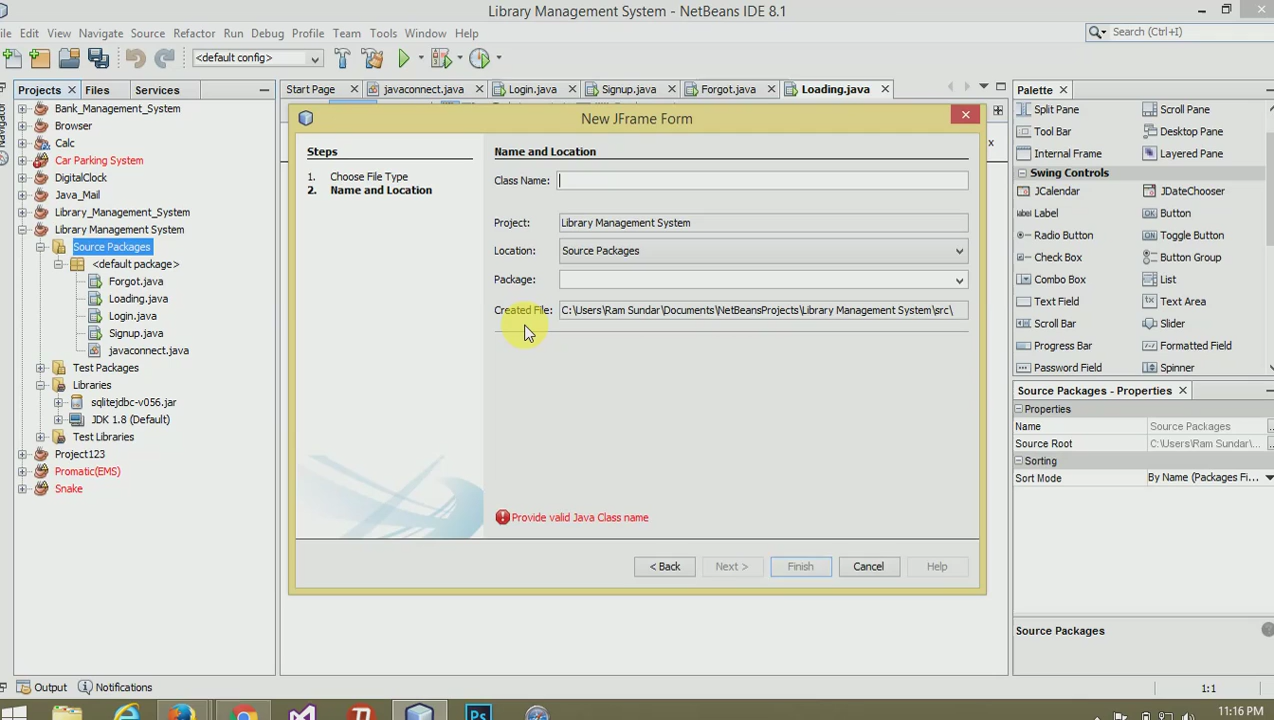 Library Management System - NetBeans IDE 8.1
Edit View Navigate Source Refactor Run Debug Profile Team Tools Window Help
Search (Ctrl+I)
<default config>
Projects Files Services
Start Page javaconnect.java Login.java Signup.java Forgot.java Loading.java
Navigator
Bank_Management_System
Browser
Calc
Car Parking System
DigitalClock
Java_Mail
Library_Management_System
Library Management System
Source Packages
<default package>
Forgot.java
Loading.java
Login.java
Signup.java
javaconnect.java
Test Packages
Libraries
sqlitejdbc-v056.jar
JDK 1.8 (Default)
Test Libraries
Project123
Promatic(EMS)
Snake
New JFrame Form
Steps
1. Choose File Type
2. Name and Location
Name and Location
Class Name:
Project: Library Management System
Location: Source Packages
Package:
Created File: C:\Users\Ram Sundar\Documents\NetBeansProjects\Library Management System\src\
Provide valid Java Class name
< Back Next > Finish Cancel Help
Palette
Split Pane Scroll Pane
Tool Bar Desktop Pane
Internal Frame Layered Pane
Swing Controls
JCalendar JDateChooser
Label Button
Radio Button Toggle Button
Check Box Button Group
Combo Box List
Text Field Text Area
Scroll Bar Slider
Progress Bar Formatted Field
Password Field Spinner
Source Packages - Properties
Properties
Name Source Packages
Source Root C:\Users\Ram Sundar\...
Sorting
Sort Mode By Name (Packages Fi...
Source Packages
Output Notifications
1:1
Ps
11:16 PM